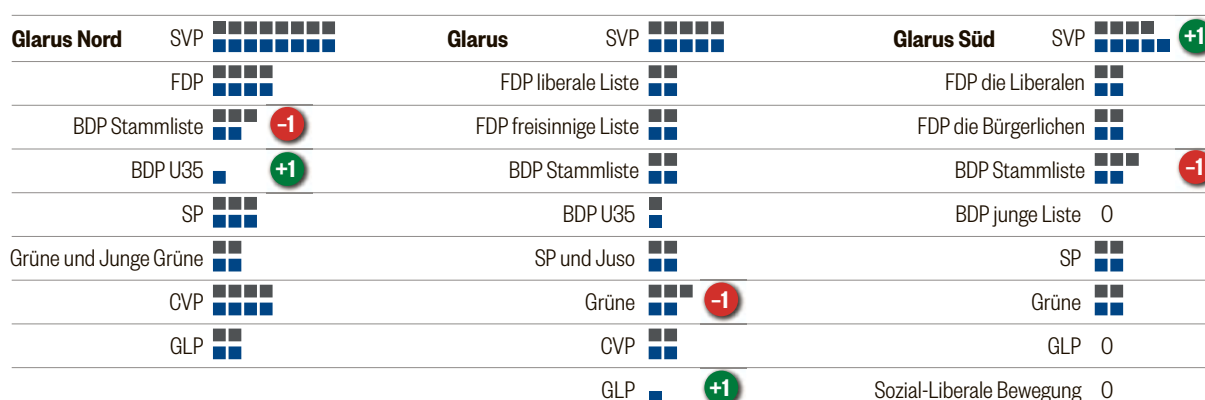 Glarus Nord SVP
FDP
BDP Stammliste -1
BDP U35 +1
SP
Grüne und Junge Grüne
CVP
GLP
Glarus SVP
FDP liberale Liste
FDP freisinnige Liste
BDP Stammliste
BDP U35
SP und Juso
Grüne -1
CVP
GLP +1
Glarus Süd SVP +1
FDP die Liberalen
FDP die Bürgerlichen
BDP Stammliste -1
BDP junge Liste 0
SP
Grüne
GLP 0
Sozial-Liberale Bewegung 0